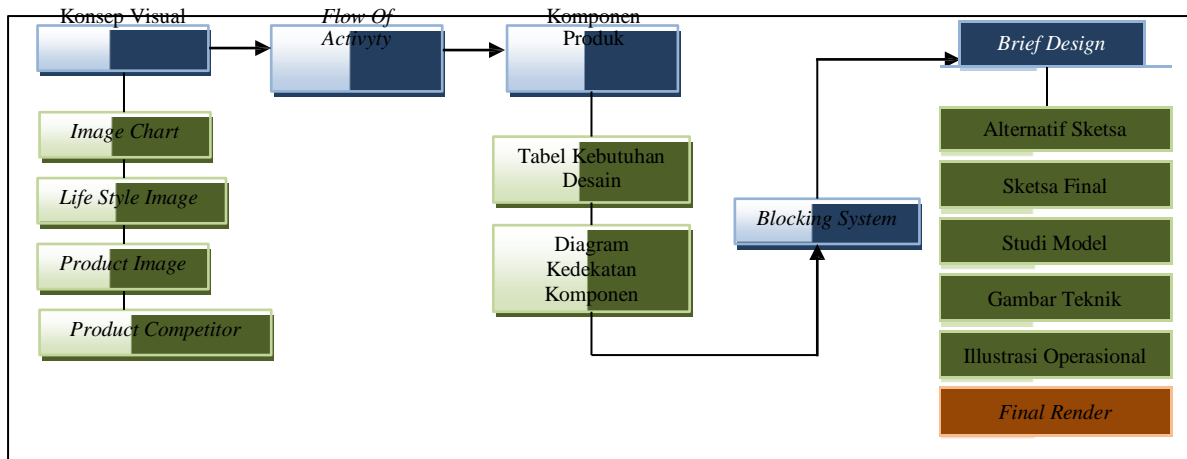 Konsep Visual
Image Chart
Life Style Image
Product Image
Product Competitor
Flow Of
Activyty
Komponen
Produk
Tabel Kebutuhan
Desain
Diagram
Kedekatan
Komponen
Blocking System
Brief Design
Alternatif Sketsa
Sketsa Final
Studi Model
Gambar Teknik
Illustrasi Operasional
Final Render